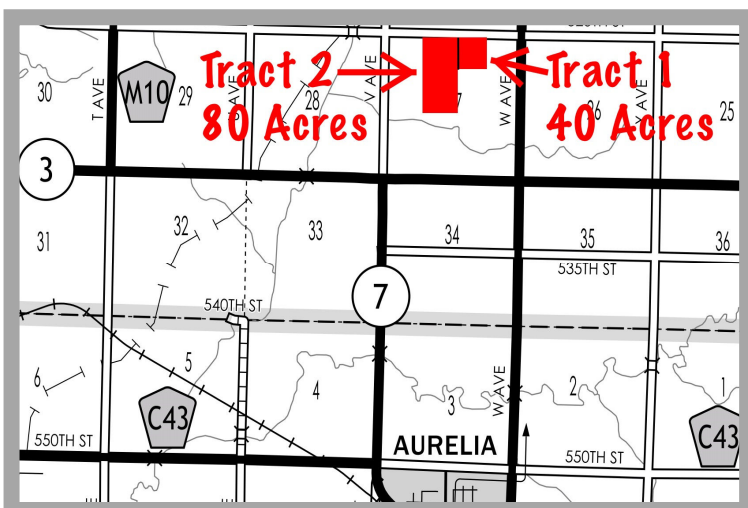 Tract 2
80 Acres
Tract 1
40 Acres
T AVE
V AVE
W AVE
30
M10
29
28
7
26
25
3
31
32
33
34
35
36
535TH ST
540TH ST
7
6
5
4
3
W AVE
2
1
C43
C43
550TH ST
AURELIA
550TH ST